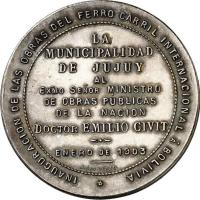 INAUGURACION DE LAS OBRAS DEL FERRO CARRIL INTERNACIONAL Á BOLIVIA
LA
MUNICIPALIDAD
DE JUJUY
AL
EXMO SEÑOR MINISTRO
DE OBRAS PUBLICAS
DE LA NACION
DOCTOR EMILIO CIVIT
ENERO DE 1903